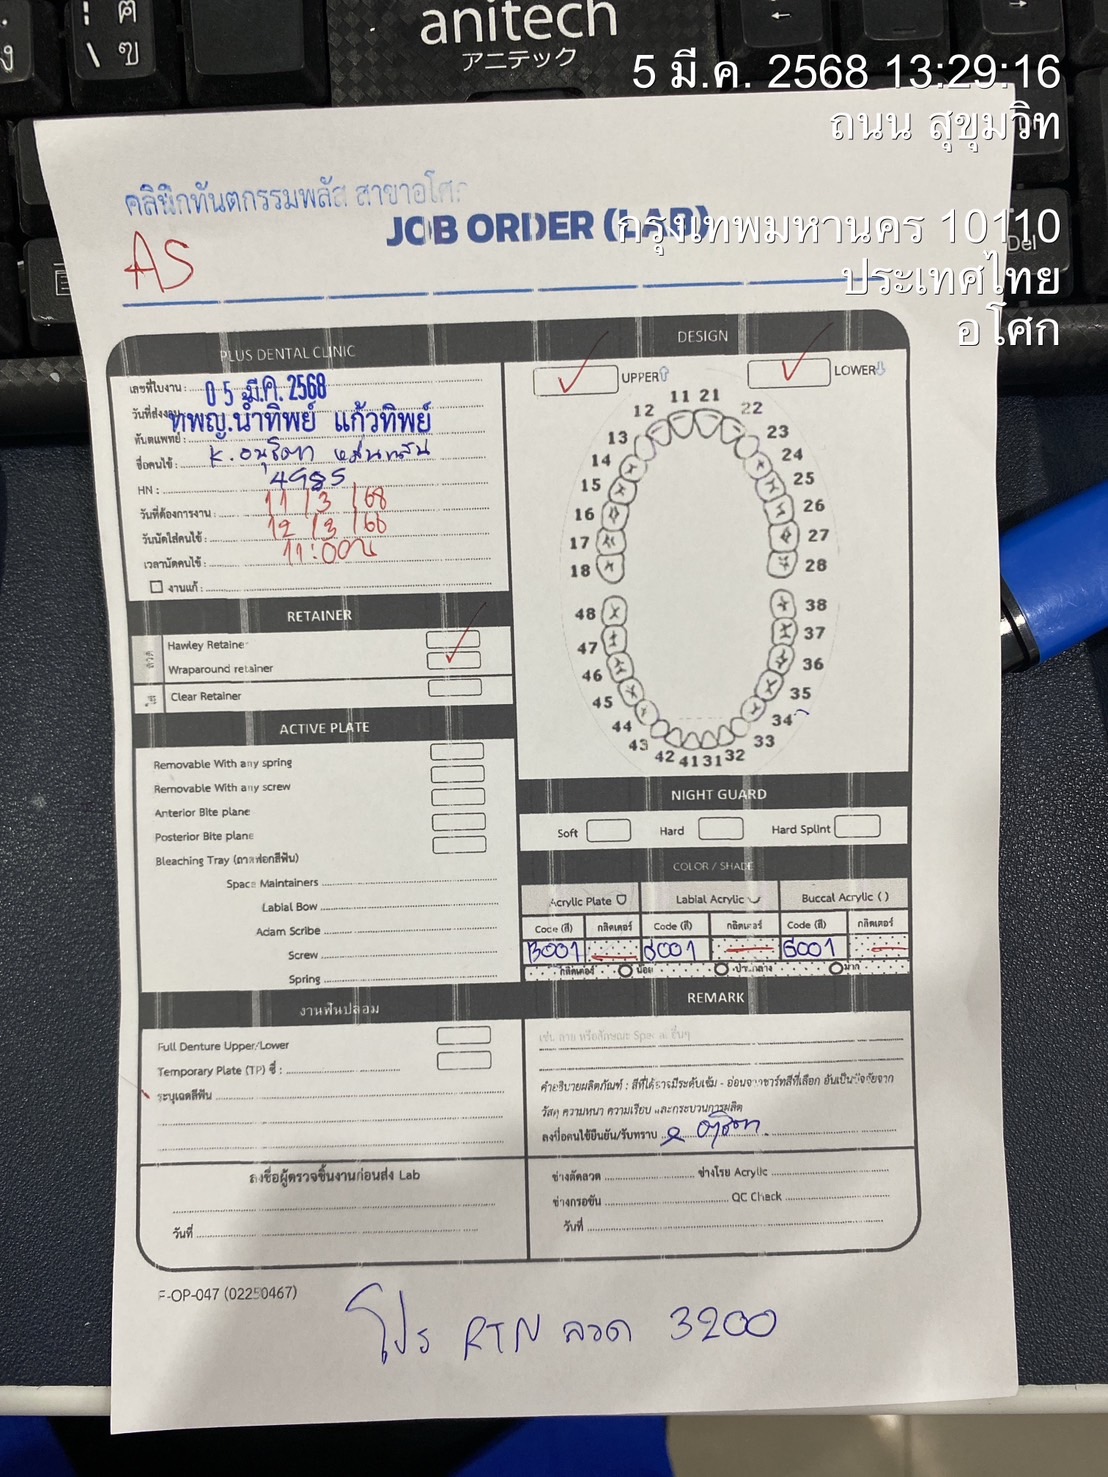 anitech
アニテック
5 มี.ค. 2568 13:29:16
ถนน สุขุมวิท
กรุงเทพมหานคร 10110
ประเทศไทย
อโศก
คลินิกทันตกรรมพลัส สาขาอโศก
JOB ORDER (LAB)
AS
PLUS DENTAL CLINIC
เลขที่ใบงาน :
วันที่ส่งงาน 05 มี.ค. 2568
ทันตแพทย์ : ทพญ.น้ำทิพย์ แก้วทิพย์
ชื่อคนไข้ : K.
HN : 4985
วันที่ต้องการงาน : 11/3/68
วันนัดใส่คนไข้ : 12/3/68
เวลานัดคนไข้ : 11:00น
งานแก้ :
DESIGN
UPPER
LOWER
11 21
12 22
13 23
14 24
15 25
16 26
17 27
18 28
48 38
47 37
46 36
45 35
44 34
43 33
42 41 31 32
RETAINER
ลวด
Hawley Retainer
Wraparound retainer
ใส
Clear Retainer
ACTIVE PLATE
Removable With any spring
Removable With any screw
Anterior Bite plane
Posterior Bite plane
Bleaching Tray (ถาดฟอกสีฟัน)
Space Maintainers
Labial Bow
Adam Scribe
Screw
Spring
NIGHT GUARD
Soft Hard Hard Splint
COLOR / SHADE
Acrylic Plate Labial Acrylic Buccal Acrylic ( )
Code (สี) กลิตเตอร์ Code (สี) กลิตเตอร์ Code (สี) กลิตเตอร์
B001 G001 G001
กลิตเตอร์ น้อย ปานกลาง มาก
งานฟันปลอม
Full Denture Upper/Lower
Temporary Plate (TP) ซี่ :
ระบุเฉดสีฟัน
REMARK
เช่น ลาย หรือลักษณะ Space อื่นๆ
คำอธิบายผลิตภัณฑ์ : สีที่ได้อาจมีระดับเข้ม - อ่อนจากชาร์ทสีที่เลือก อันเป็นปัจจัยจาก
วัสดุ ความหนา ความเรียบ และกระบวนการผลิต
ลงชื่อคนไข้ยืนยัน/รับทราบ
ลงชื่อผู้ตรวจชิ้นงานก่อนส่ง Lab
วันที่
ช่างดัดลวด ช่างโรย Acrylic
ช่างกรอขัด QC Check
วันที่
F-OP-047 (02250467)
โปร RTN ลวด 3200